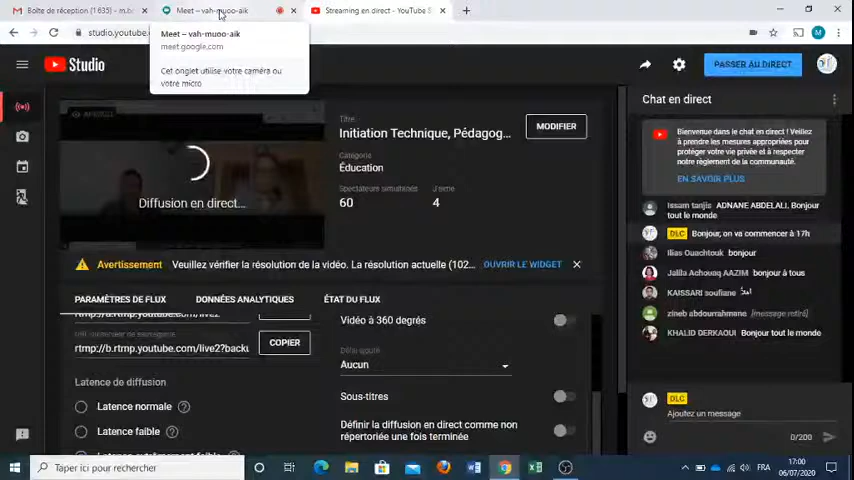 Boîte de réception (1 635) - m.b
Meet – vah-muoo-aik
Streaming en direct - YouTube S
studio.youtube.
Meet – vah-muoo-aik
meet.google.com
Cet onglet utilise votre caméra ou
votre micro
Studio
PASSER AU DIRECT
APERÇU
Diffusion en direct...
Titre
Initiation Technique, Pédagog...
MODIFIER
Catégorie
Éducation
Spectateurs simultanés
60
J'aime
4
Avertissement Veuillez vérifier la résolution de la vidéo. La résolution actuelle (102... OUVRIR LE WIDGET
PARAMÈTRES DE FLUX
DONNÉES ANALYTIQUES
ÉTAT DU FLUX
rtmp://b.rtmp.youtube.com/live2?backu
COPIER
Latence de diffusion
Latence normale
Latence faible
Vidéo à 360 degrés
Aucun
Sous-titres
Définir la diffusion en direct comme non
répertoriée une fois terminée
Chat en direct
Bienvenue dans le chat en direct ! Veillez
à prendre les mesures appropriées pour
protéger votre vie privée et à respecter
notre règlement de la communauté.
EN SAVOIR PLUS
Issam tanjis ADNANE ABDELALI, Bonjour
tout le monde
DLC Bonjour, on va commencer à 17h
Ilias Ouachtouk bonjour
Jalila Achouaq AAZIM bonjour à tous
KAISSARI soufiane
zineb abdourrahmane [message retiré]
KHALID DERKAOUI Bonjour tout le monde
DLC
Ajoutez un message
0/200
Taper ici pour rechercher
FRA
17:00
06/07/2020